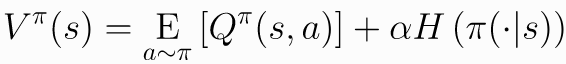 V^π(s) = E_{a∼π} [Q^π(s, a)] + αH (π(·|s))